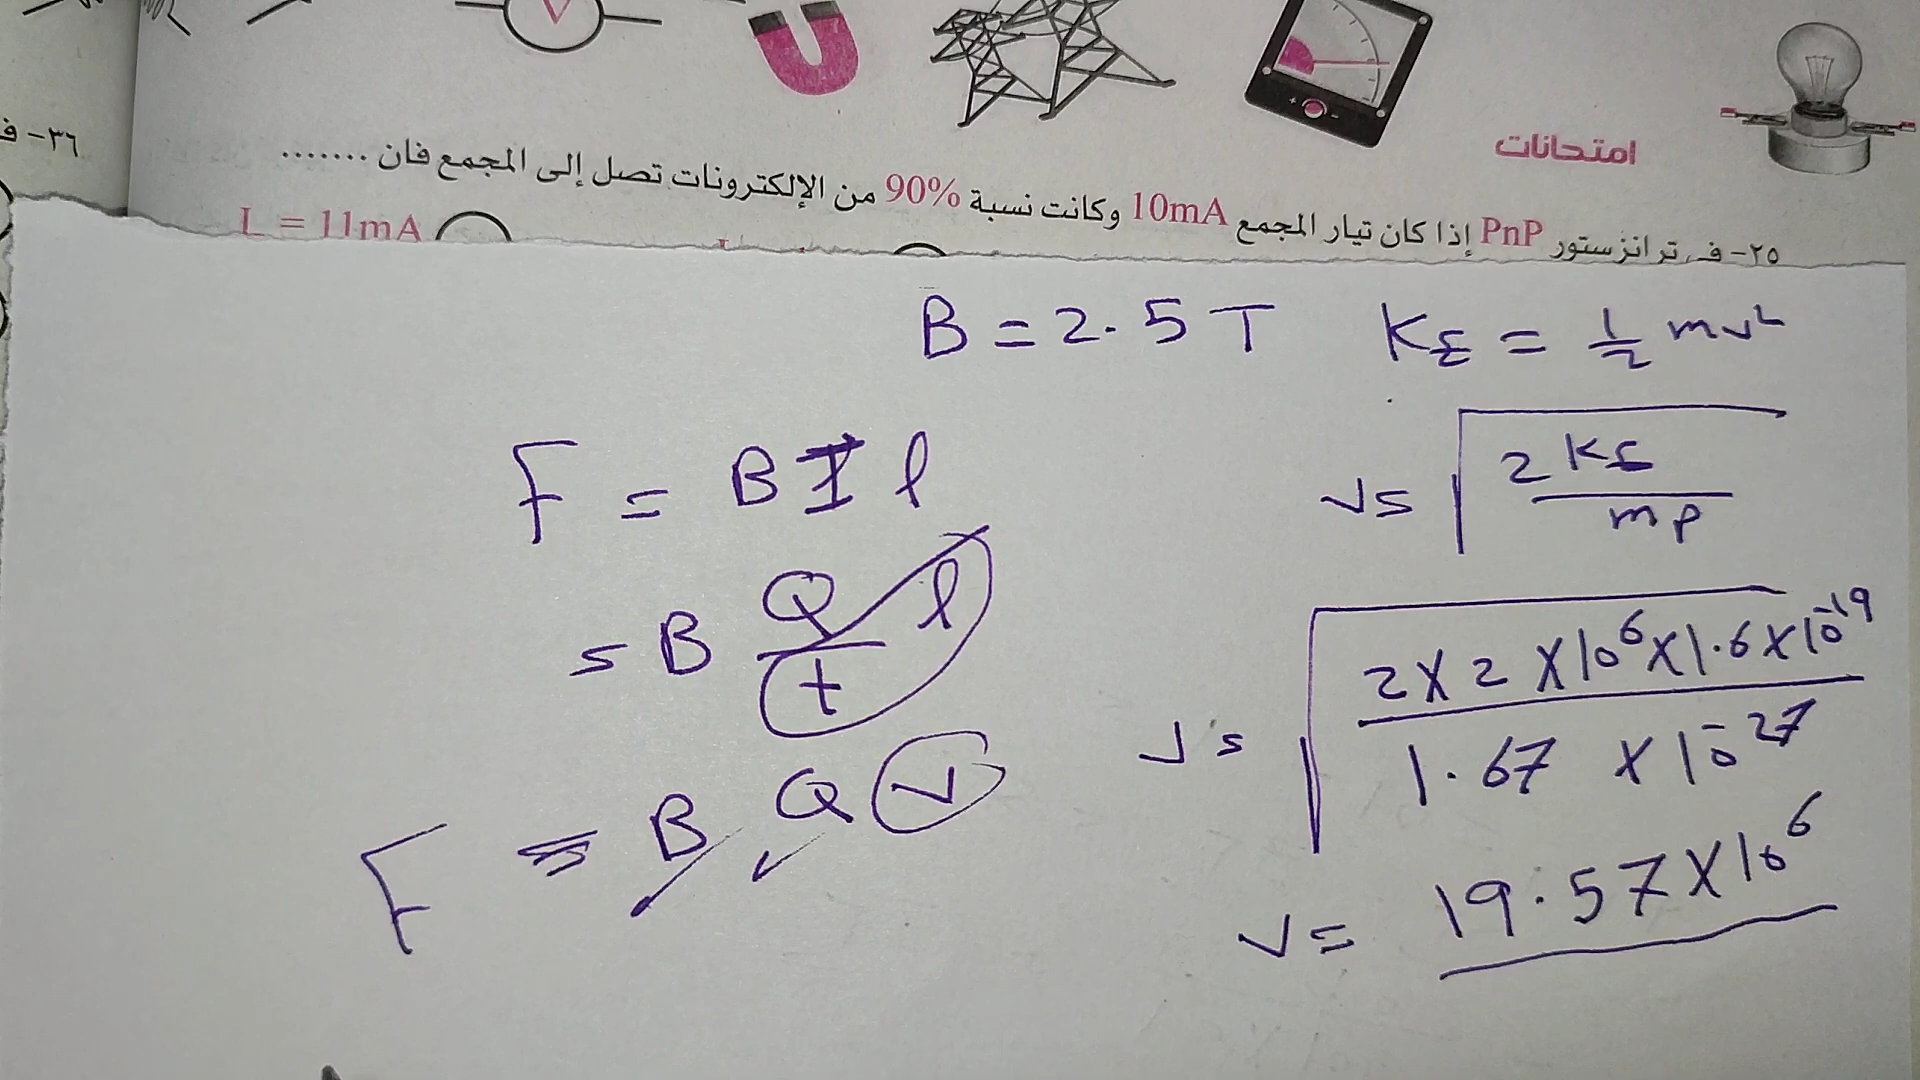 V
امتحانات
٣٦- ف
٢٥- في ترانزستور PnP إذا كان تيار المجمع 10mA وكانت نسبة 90% من الإلكترونات تصل إلى المجمع فان .......
= 11mA
B = 2.5 T
KE = 1/2 mv²
F = B I l
v = √(2KE / mp)
= B Q/t l
v = √(2 x 2 x 10⁶ x 1.6 x 10⁻¹⁹ / 1.67 x 10⁻²⁷)
F = B Q v
v = 19.57 x 10⁶